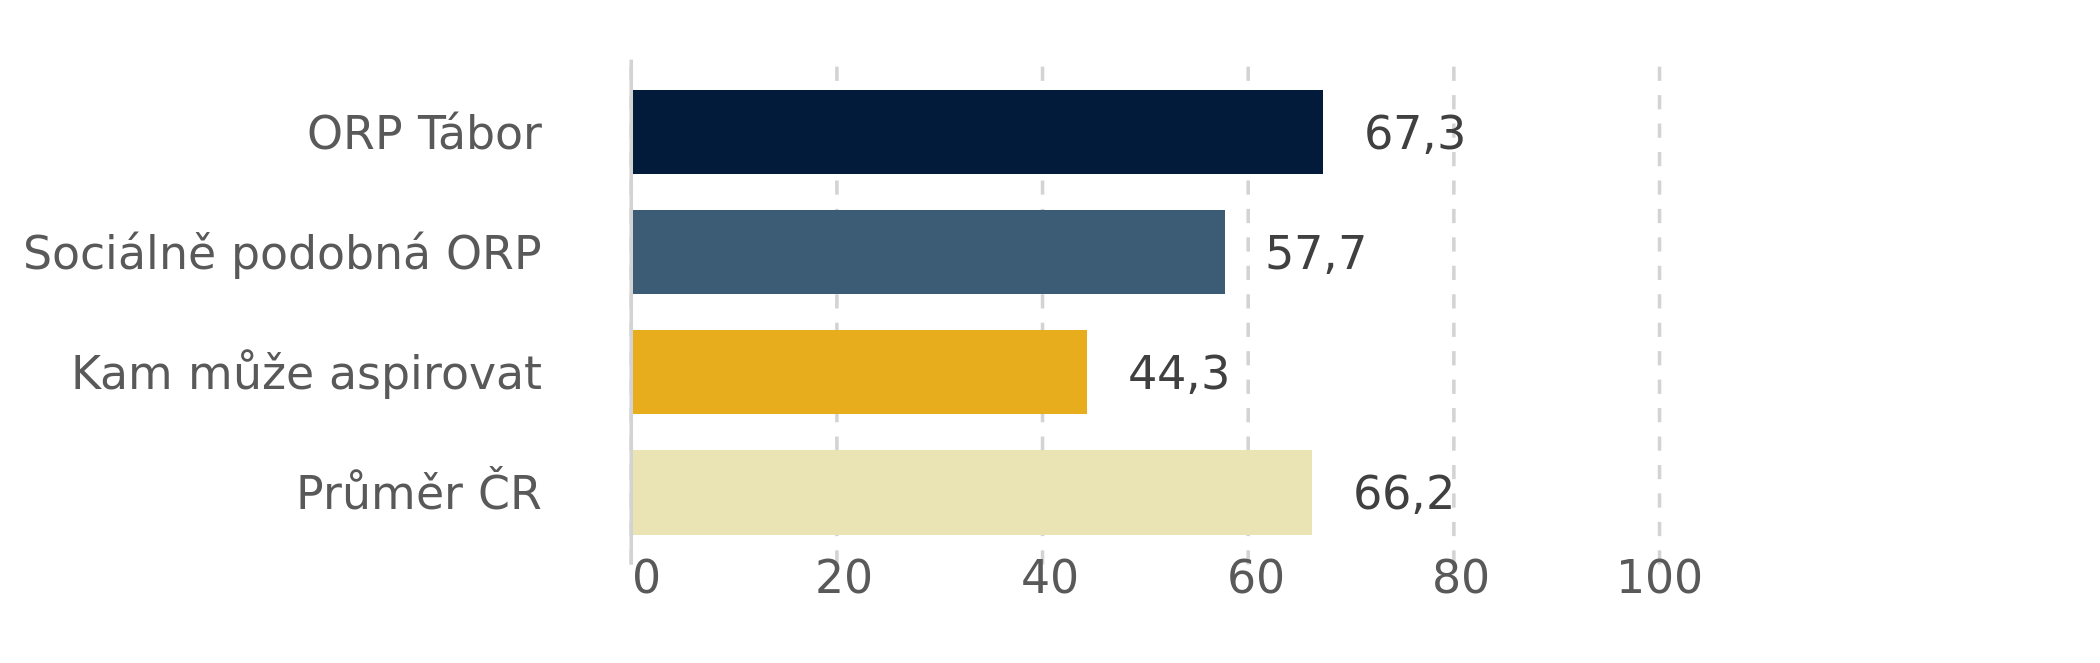 ORP Tábor 67,3
Sociálně podobná ORP 57,7
Kam může aspirovat 44,3
Průměr ČR 66,2
0 20 40 60 80 100